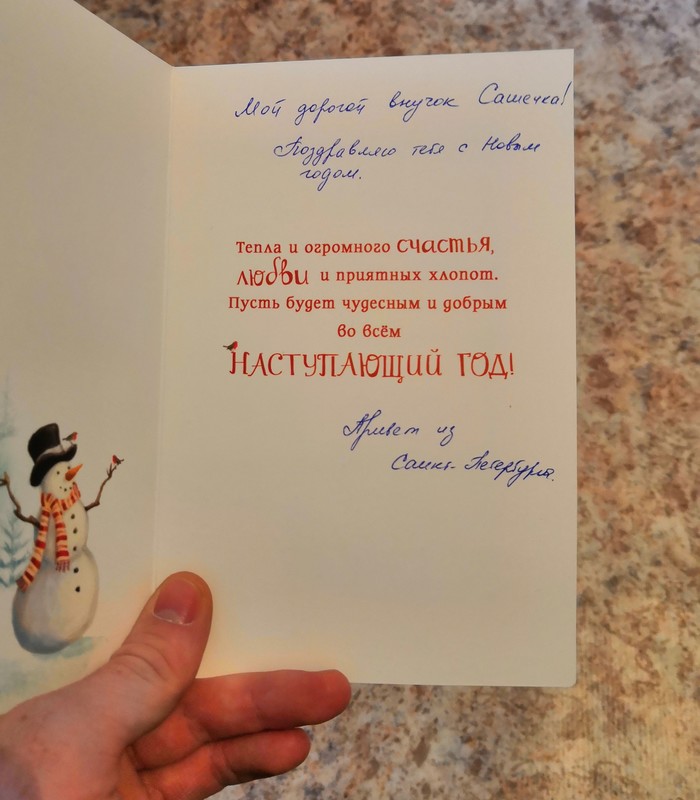 Мой дорогой внучок Сашечка!
Поздравляю тебя с Новым
годом.
Тепла и огромного счастья,
любви и приятных хлопот.
Пусть будет чудесным и добрым
во всём
НАСТУПАЮЩИЙ ГОД!
Привет из
Санкт-Петербурга.